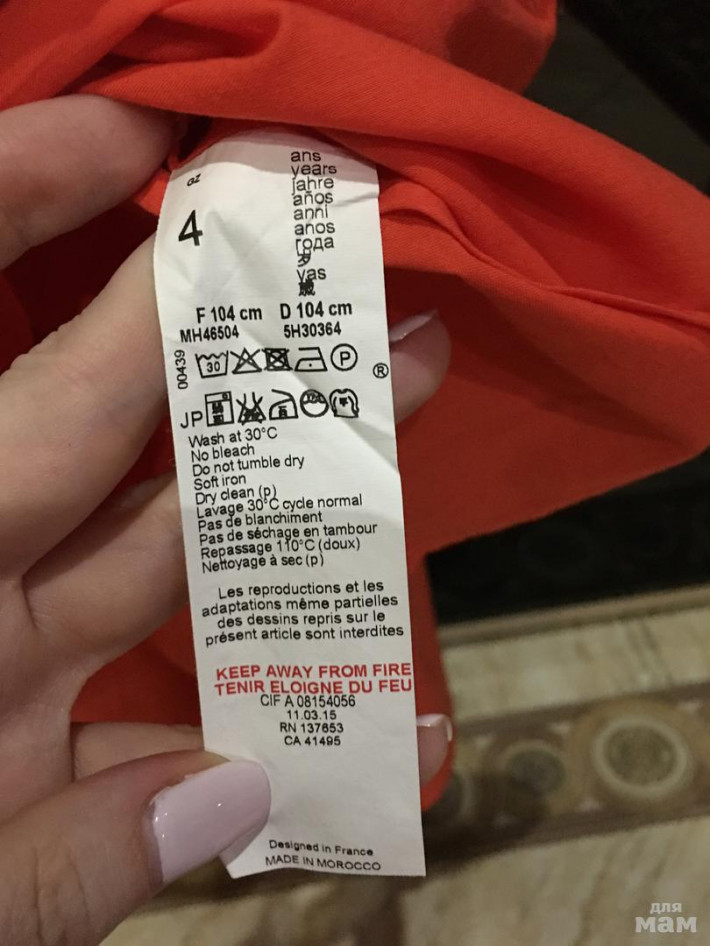 ans
years
jahre
años
anni
anos
года
岁
yas
歳
4
F 104 cm D 104 cm
MH46504 5H30364
00439
30
P
®
JP
Wash at 30°C
No bleach
Do not tumble dry
Soft iron
Dry clean (p)
Lavage 30°C cycle normal
Pas de blanchiment
Pas de séchage en tambour
Repassage 110°C (doux)
Nettoyage à sec (p)
Les reproductions et les
adaptations même partielles
des dessins repris sur le
présent article sont interdites
KEEP AWAY FROM FIRE
TENIR ELOIGNE DU FEU
CIF A 08154056
11.03.15
RN 137653
CA 41495
Designed in France
MADE IN MOROCCO
для
мам